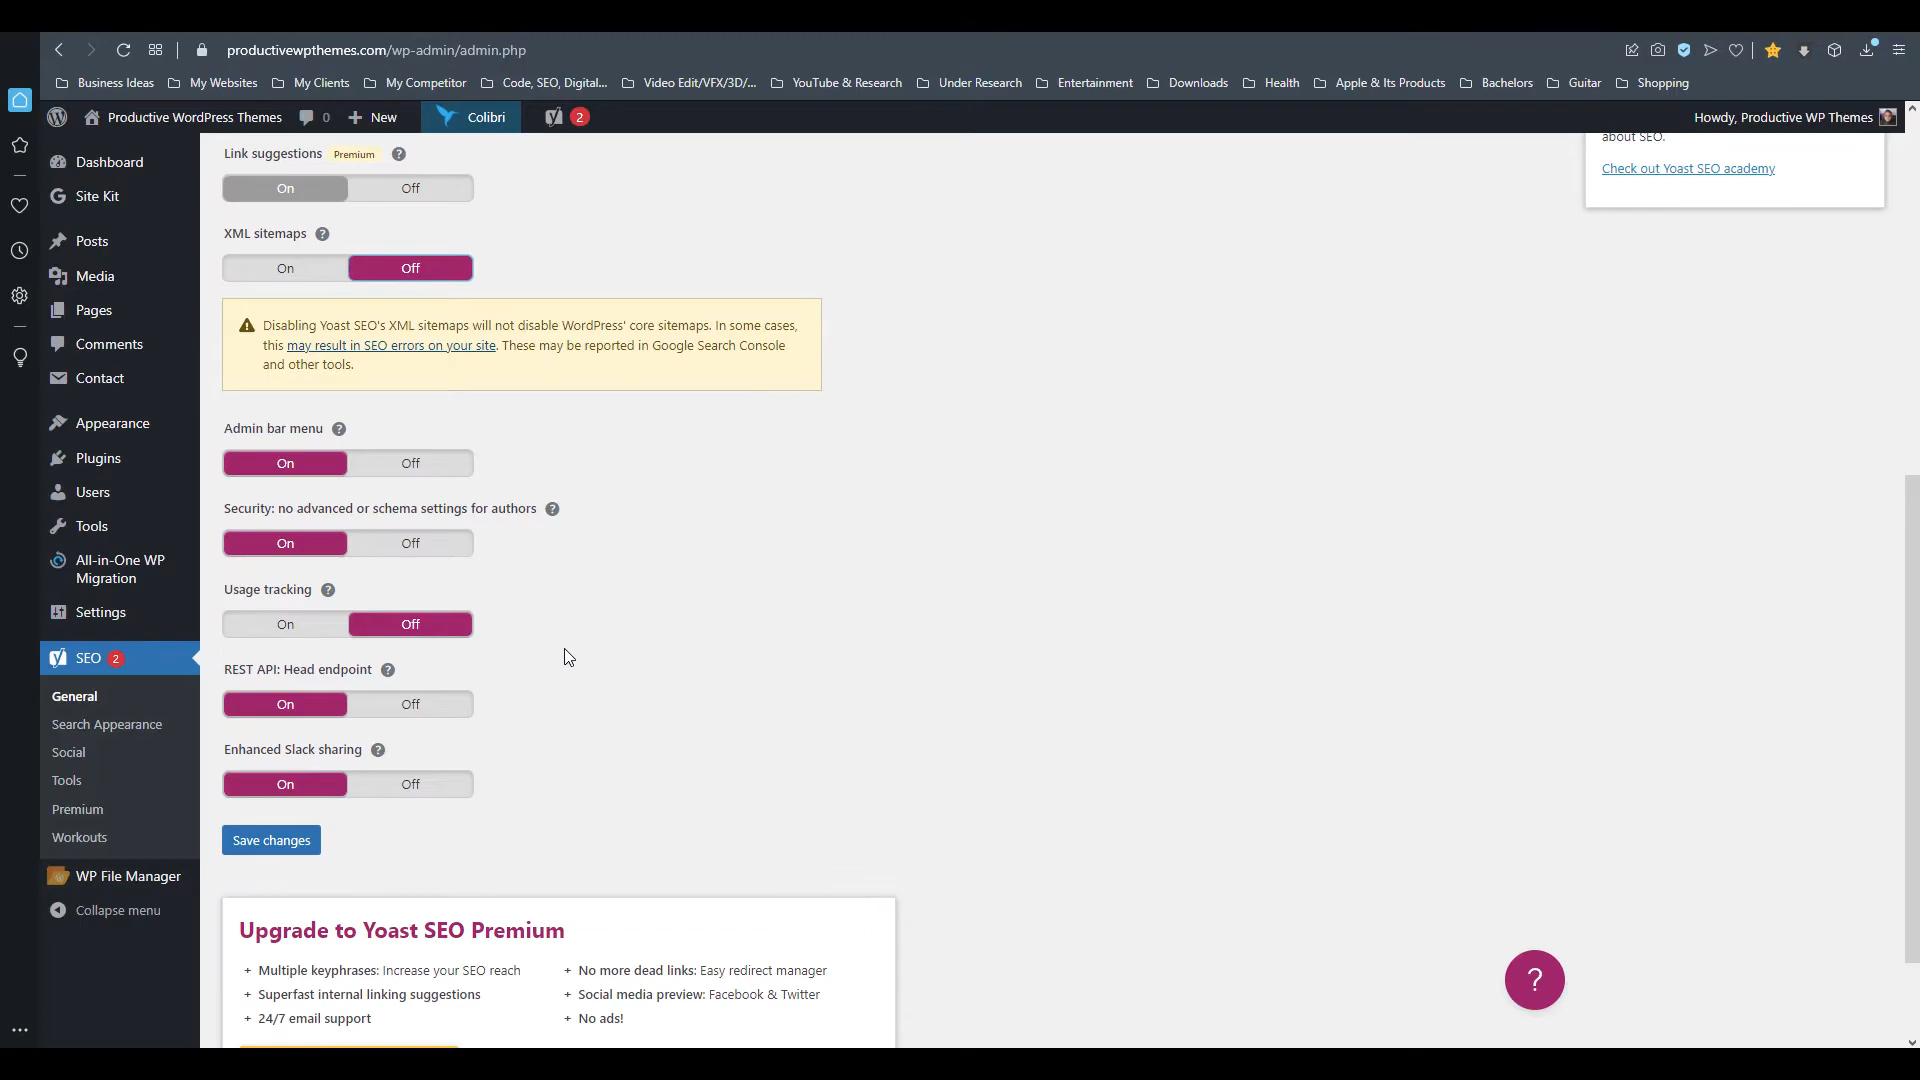 productivewpthemes.com/wp-admin/admin.php
Business Ideas My Websites My Clients My Competitor Code, SEO, Digital... Video Edit/VFX/3D/... YouTube & Research Under Research Entertainment Downloads Health Apple & Its Products Bachelors Guitar Shopping
Productive WordPress Themes 0 New Colibri 2 Howdy, Productive WP Themes
Dashboard
Site Kit
Posts
Media
Pages
Comments
Contact
Appearance
Plugins
Users
Tools
All-in-One WP
Migration
Settings
SEO 2
General
Search Appearance
Social
Tools
Premium
Workouts
WP File Manager
Collapse menu
Link suggestions Premium ?
On Off
XML sitemaps ?
On Off
Disabling Yoast SEO's XML sitemaps will not disable WordPress' core sitemaps. In some cases,
this may result in SEO errors on your site. These may be reported in Google Search Console
and other tools.
Admin bar menu ?
On Off
Security: no advanced or schema settings for authors ?
On Off
Usage tracking ?
On Off
REST API: Head endpoint ?
On Off
Enhanced Slack sharing ?
On Off
Save changes
Upgrade to Yoast SEO Premium
+ Multiple keyphrases: Increase your SEO reach
+ Superfast internal linking suggestions
+ 24/7 email support
+ No more dead links: Easy redirect manager
+ Social media preview: Facebook & Twitter
+ No ads!
about SEO.
Check out Yoast SEO academy
?